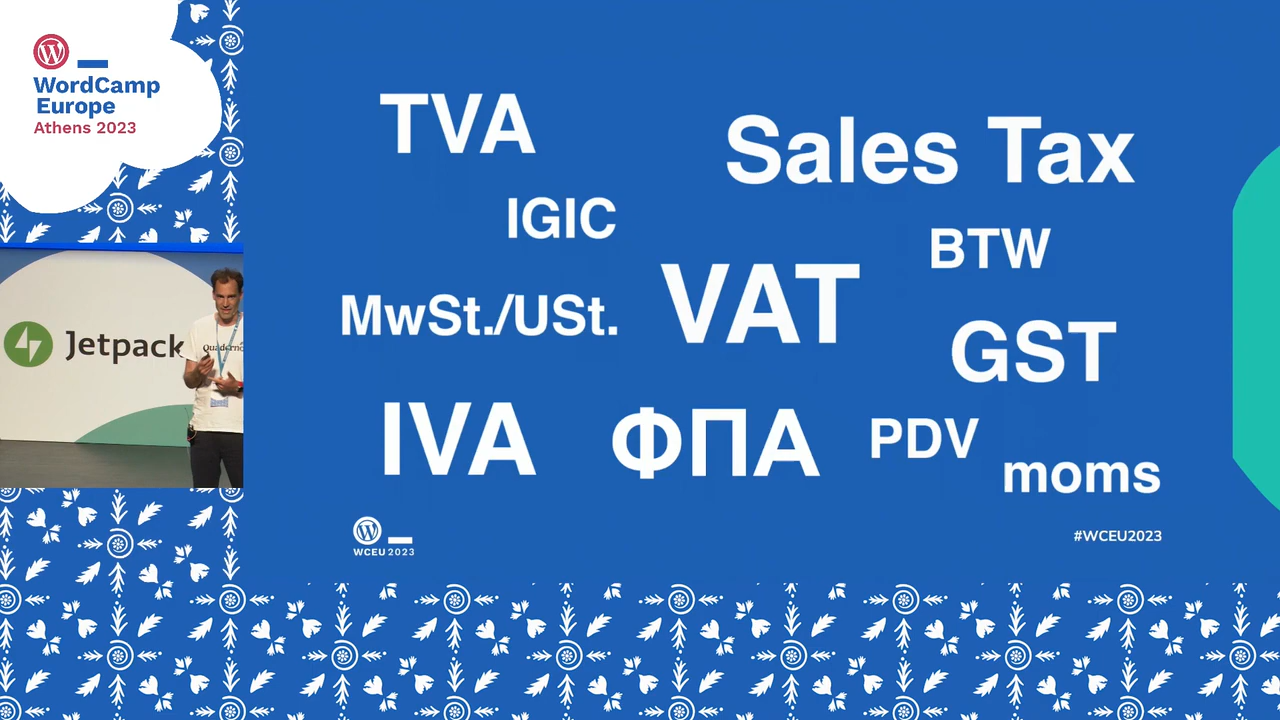 WordCamp
Europe
Athens 2023
Jetpack
Quaderno
TVA
Sales Tax
IGIC
BTW
MwSt./USt.
VAT
GST
IVA
ΦΠΑ
PDV
moms
WCEU 2023
#WCEU2023